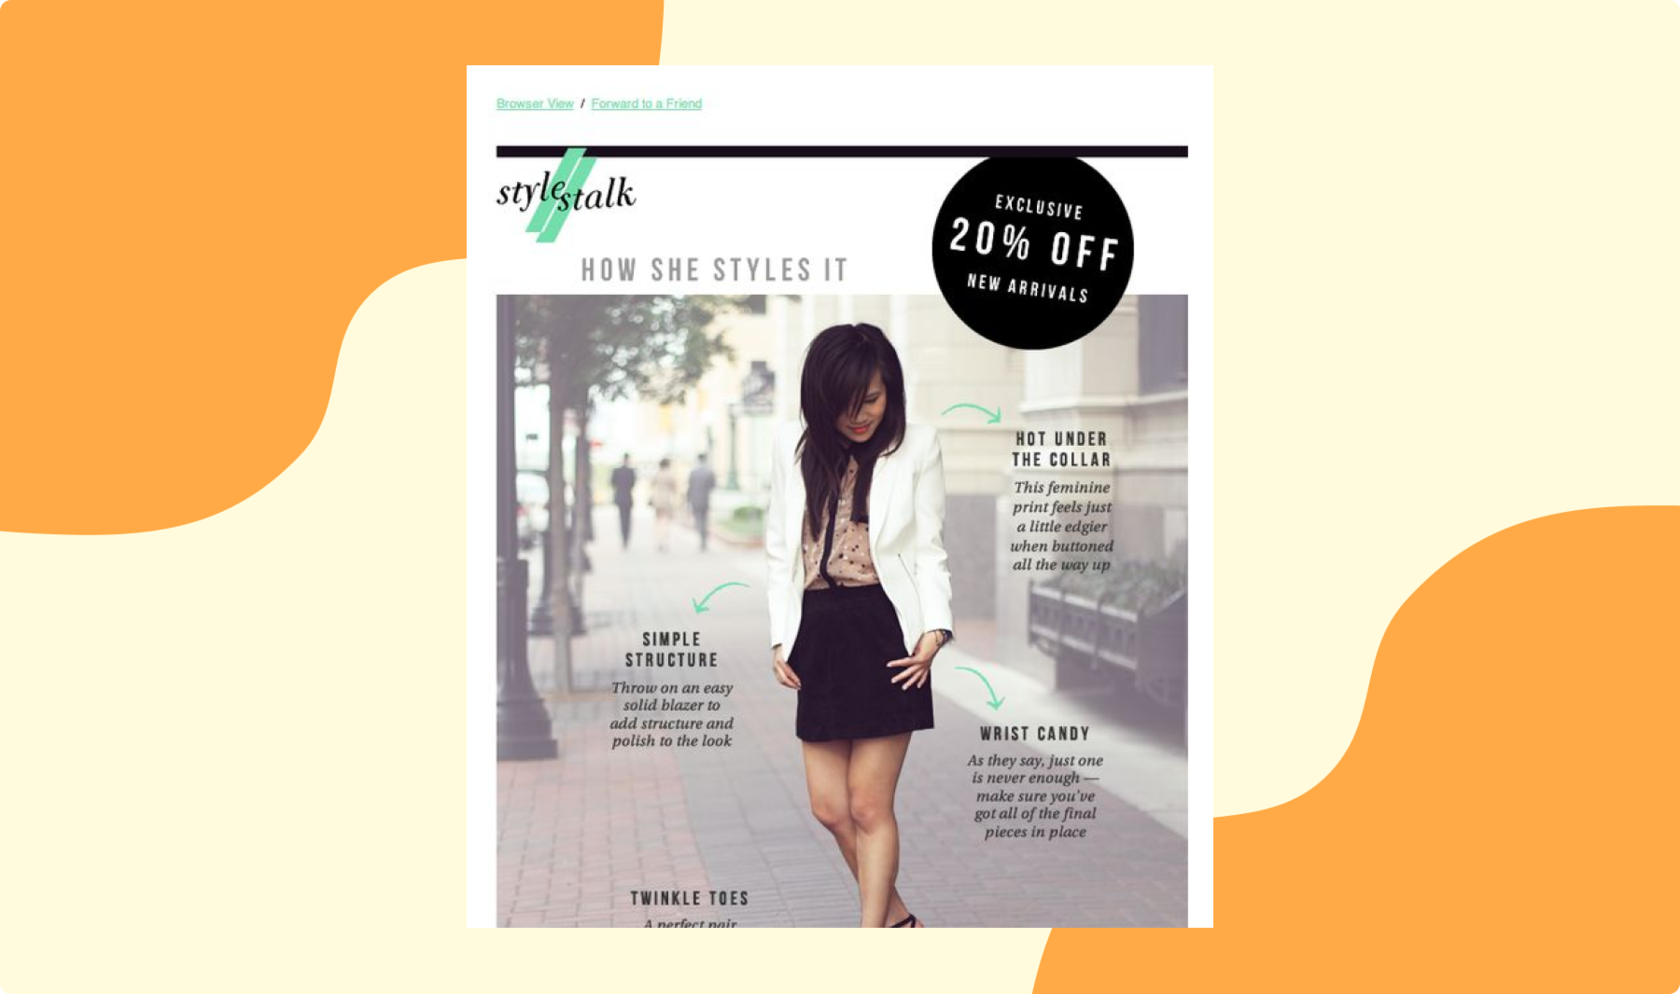 Browser View / Forward to a Friend
style stalk
EXCLUSIVE
20% OFF
NEW ARRIVALS
HOW SHE STYLES IT
HOT UNDER
THE COLLAR
This feminine
print feels just
a little edgier
when buttoned
all the way up
SIMPLE
STRUCTURE
Throw on an easy
solid blazer to
add structure and
polish to the look
WRIST CANDY
As they say, just one
is never enough —
make sure you've
got all of the final
pieces in place
TWINKLE TOES
A perfect pair